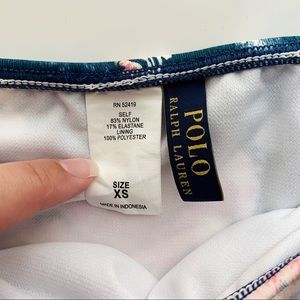 RN 52419
SELF
83% NYLON
17% ELASTANE
LINING
100% POLYESTER
SIZE
XS
MADE IN INDONESIA
POLO
RALPH LAUREN